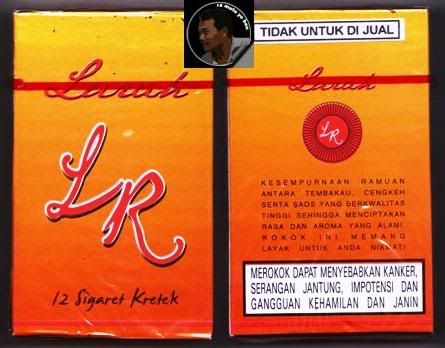 Lurah
LR
12 Sigaret Kretek
TIDAK UNTUK DI JUAL
Lurah
LR
KESEMPURNAAN RAMUAN
ANTARA TEMBAKAU, CENGKEH
SERTA SAOS YANG BERKWALITAS
TINGGI SEHINGGA MENCIPTAKAN
RASA DAN AROMA YANG ALAMI.
ROKOK INI MEMANG
LAYAK UNTUK ANDA NIKMATI
MEROKOK DAPAT MENYEBABKAN KANKER,
SERANGAN JANTUNG, IMPOTENSI DAN
GANGGUAN KEHAMILAN DAN JANIN